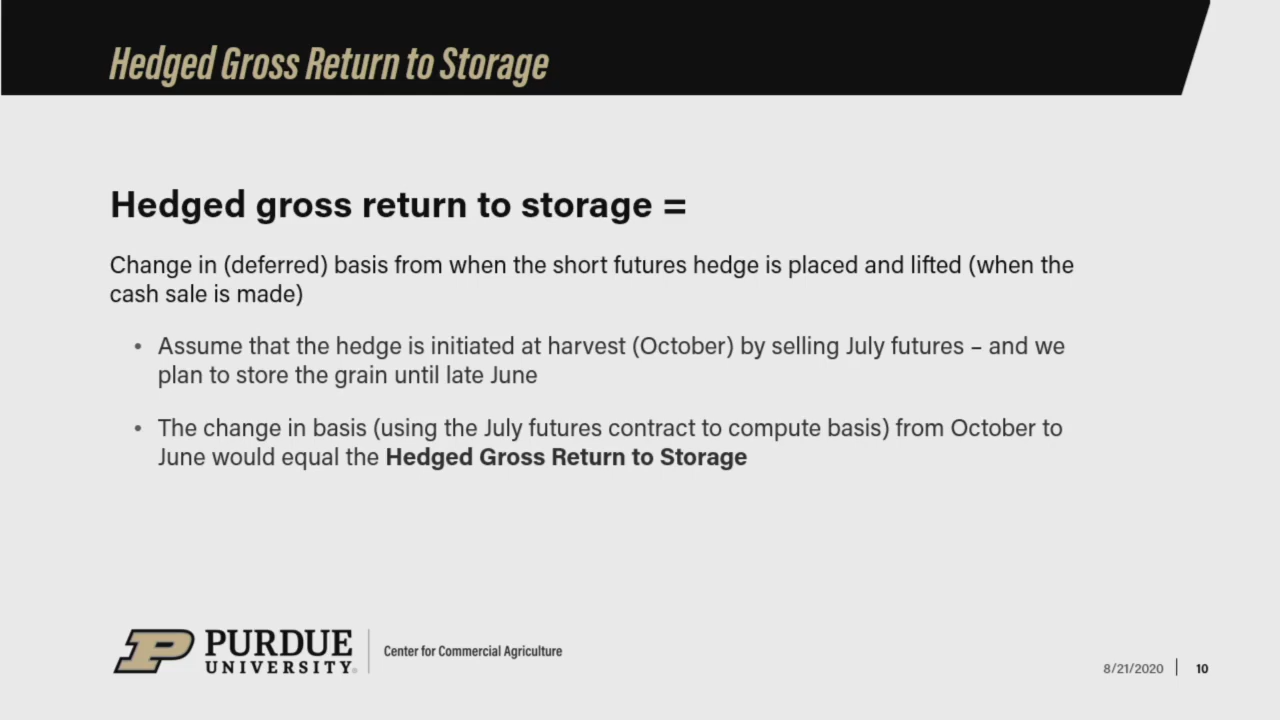 Hedged Gross Return to Storage
Hedged gross return to storage =
Change in (deferred) basis from when the short futures hedge is placed and lifted (when the
cash sale is made)
• Assume that the hedge is initiated at harvest (October) by selling July futures – and we
plan to store the grain until late June
• The change in basis (using the July futures contract to compute basis) from October to
June would equal the Hedged Gross Return to Storage
PURDUE
UNIVERSITY®
Center for Commercial Agriculture
8/21/2020 | 10